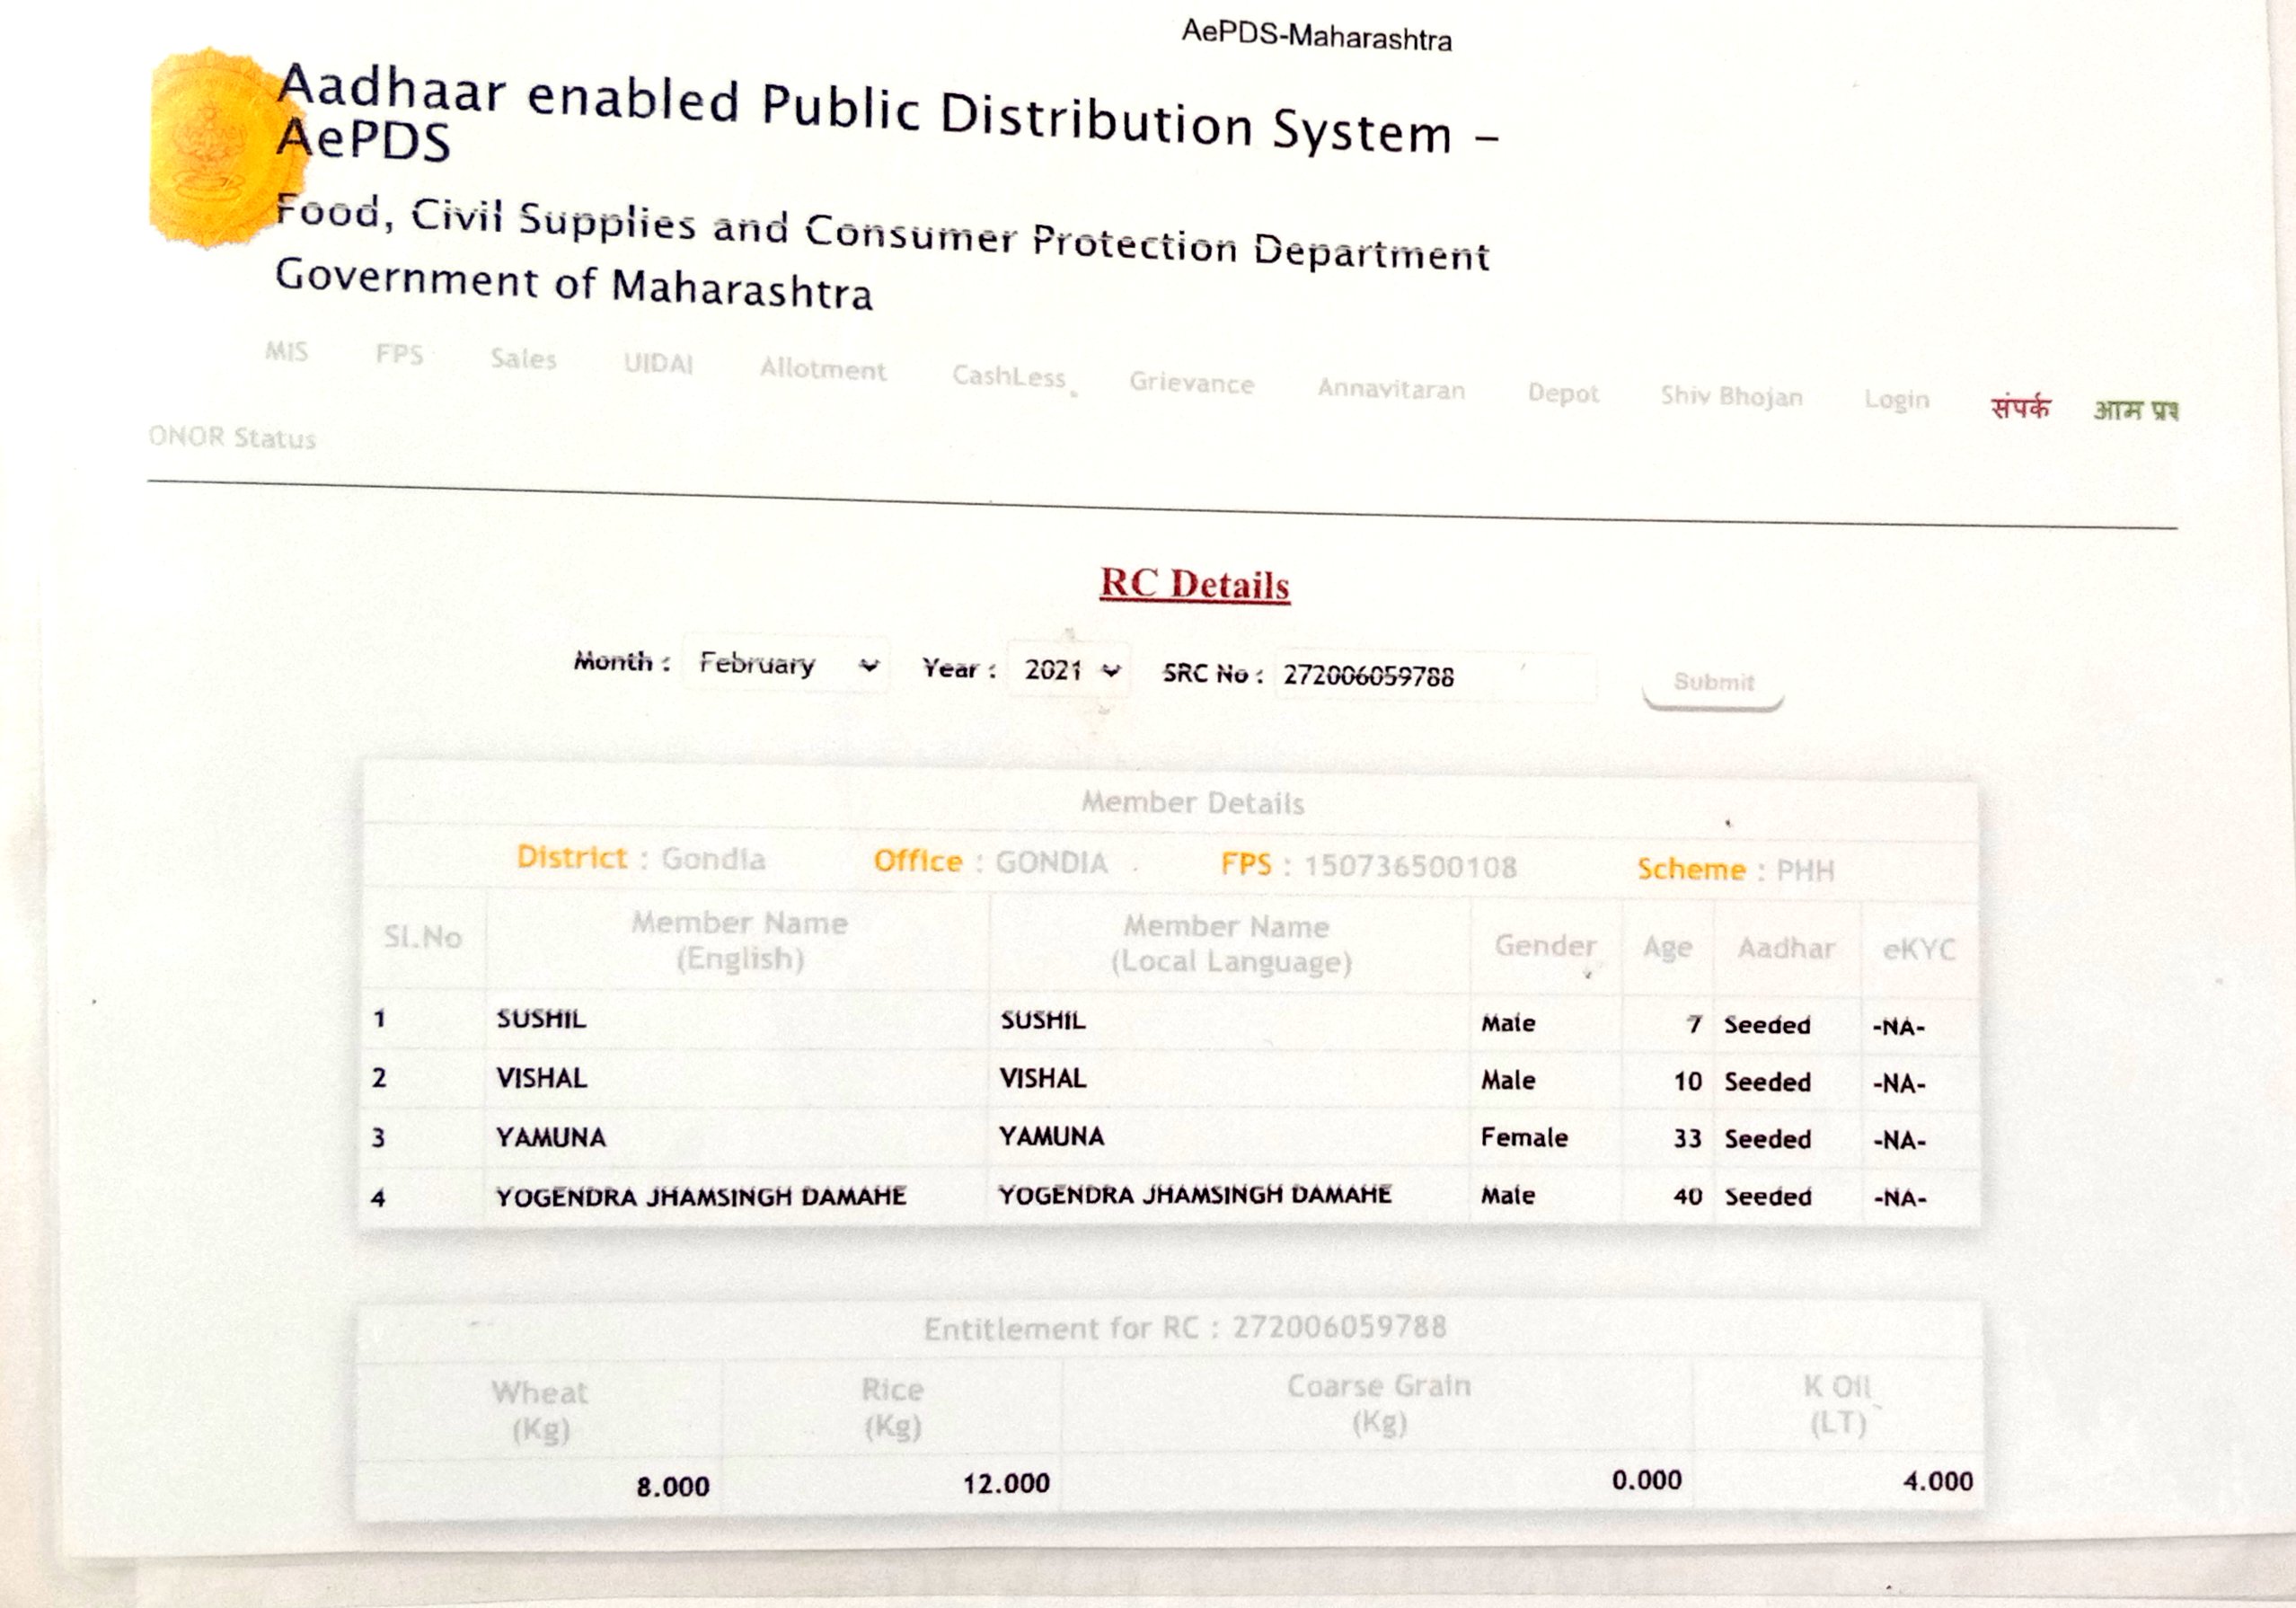 AePDS-Maharashtra
Aadhaar enabled Public Distribution System –
AePDS
Food, Civil Supplies and Consumer Protection Department
Government of Maharashtra
MIS FPS Sales UIDAI Allotment CashLess Grievance Annavitaran Depot Shiv Bhojan Login संपर्क आम प्रश
ONOR Status
RC Details
Month : February Year : 2021 SRC No : 272006059788 Submit
Member Details
District : Gondia Office : GONDIA FPS : 150736500108 Scheme : PHH
Sl.No Member Name (English) Member Name (Local Language) Gender Age Aadhar eKYC
1 SUSHIL SUSHIL Male 7 Seeded -NA-
2 VISHAL VISHAL Male 10 Seeded -NA-
3 YAMUNA YAMUNA Female 33 Seeded -NA-
4 YOGENDRA JHAMSINGH DAMAHE YOGENDRA JHAMSINGH DAMAHE Male 40 Seeded -NA-
Entitlement for RC : 272006059788
Wheat (Kg) Rice (Kg) Coarse Grain (Kg) K Oil (LT)
8.000 12.000 0.000 4.000